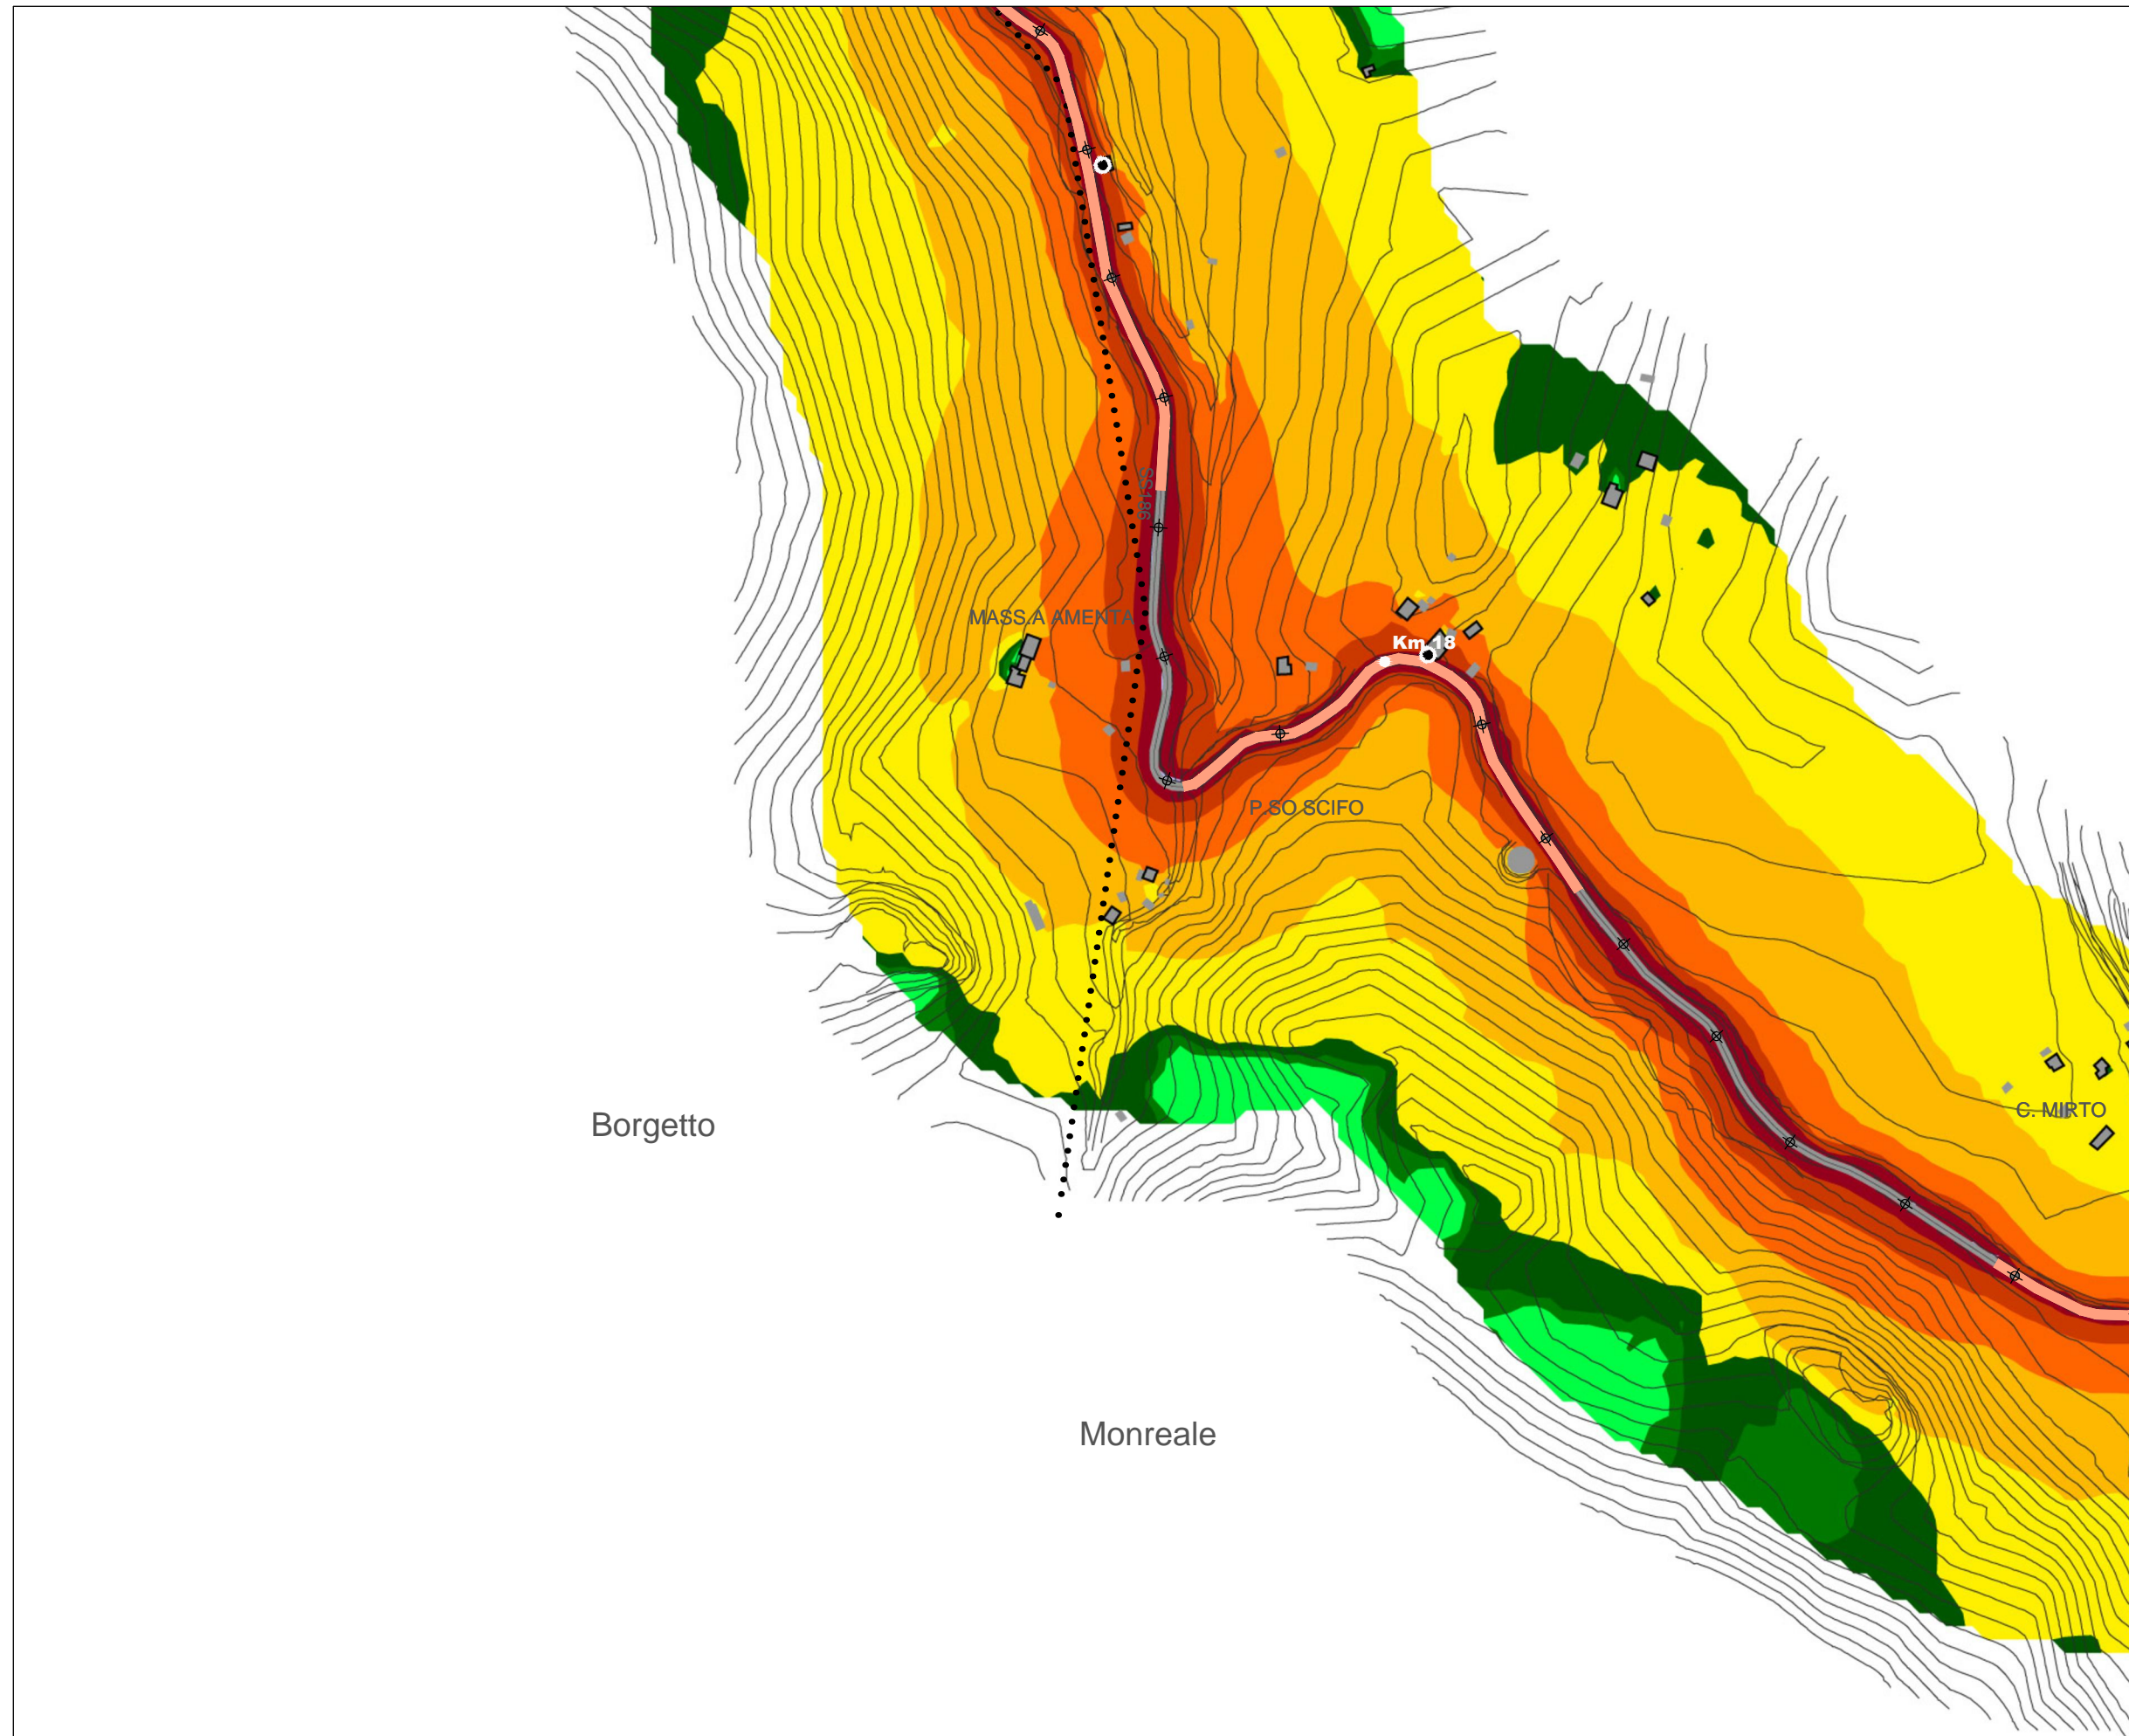 SS186
MASS.A AMENTA
Km 18
P.SO SCIFO
C. MIRTO
Borgetto
Monreale